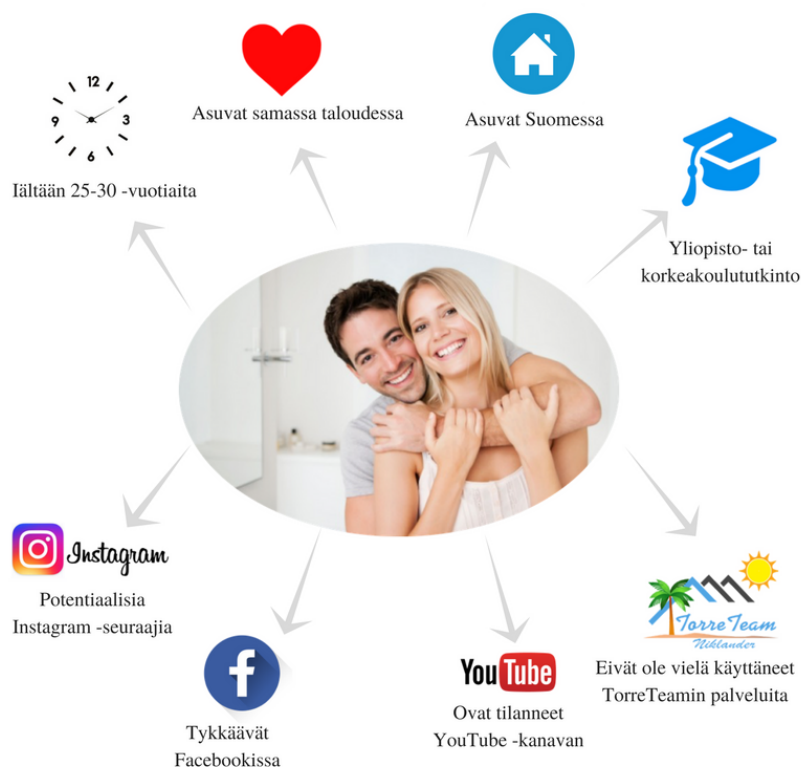 Asuvat samassa taloudessa
Asuvat Suomessa
12
9
3
6
Iältään 25-30 -vuotiaita
Yliopisto- tai
korkeakoulututkinto
Instagram
Potentiaalisia
Instagram -seuraajia
f
Tykkäävät
Facebookissa
YouTube
Ovat tilanneet
YouTube -kanavan
TorreTeam
Niklander
Eivät ole vielä käyttäneet
TorreTeamin palveluita